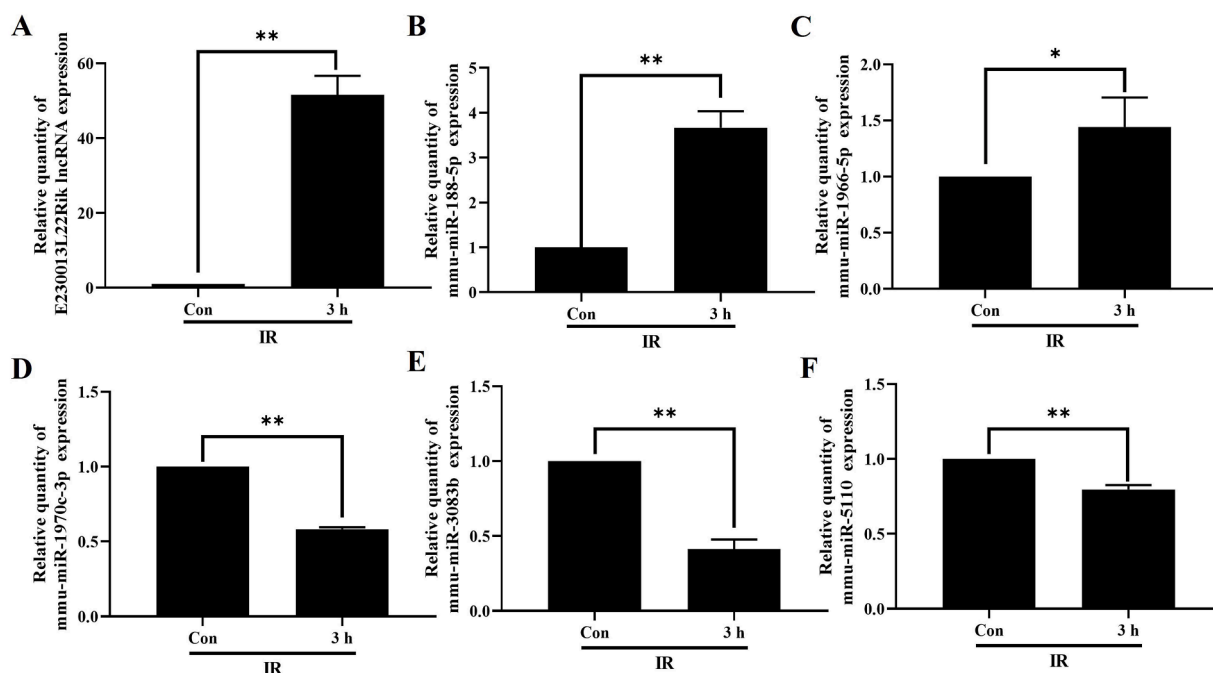 A
Relative quantity of
E230013L22Rik lncRNA expression
60
40
20
0
**
Con
3 h
IR
B
Relative quantity of
mmu-miR-188-5p expression
5
4
3
2
1
0
**
Con
3 h
IR
C
Relative quantity of
mmu-miR-1966-5p expression
2.0
1.5
1.0
0.5
0.0
*
Con
3 h
IR
D
Relative quantity of
mmu-miR-1970c-3p expression
1.5
1.0
0.5
0.0
**
Con
3 h
IR
E
Relative quantity of
mmu-miR-3083b expression
1.5
1.0
0.5
0.0
**
Con
3 h
IR
F
Relative quantity of
mmu-miR-5110 expression
1.5
1.0
0.5
0.0
**
Con
3 h
IR